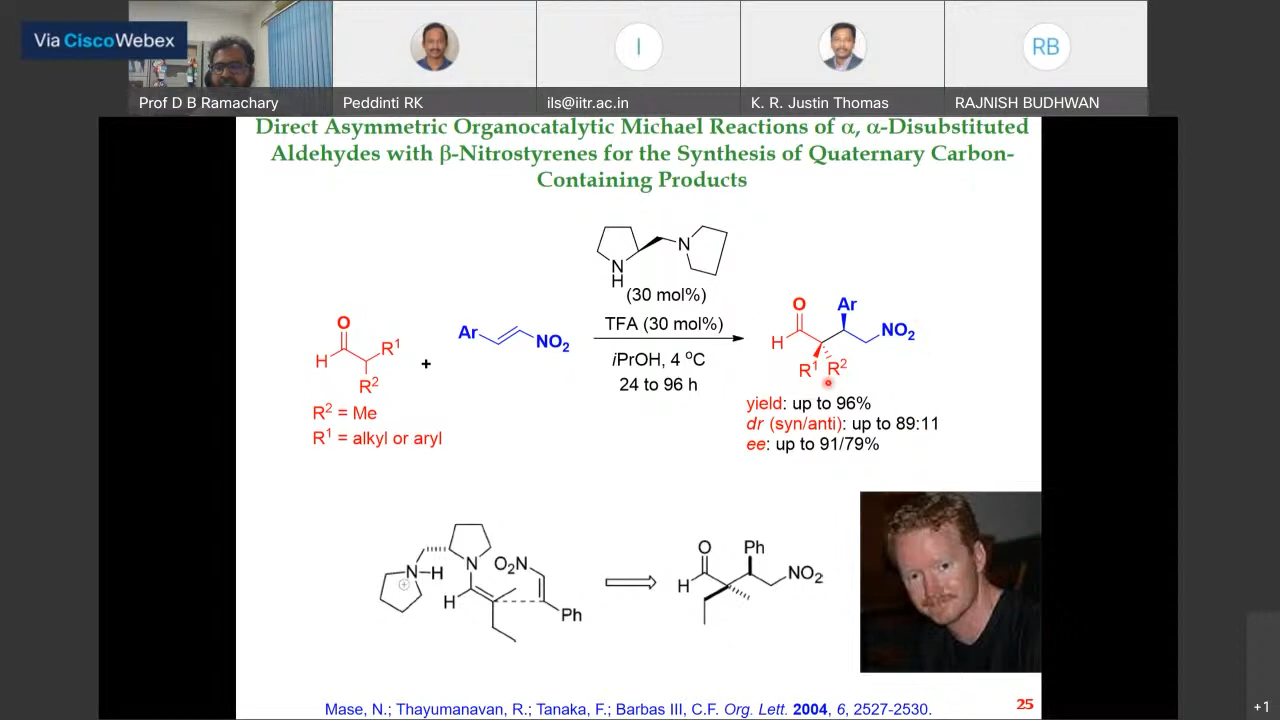 Via Cisco Webex
I
RB
Prof D B Ramachary
Peddinti RK
ils@iitr.ac.in
K. R. Justin Thomas
RAJNISH BUDHWAN
Direct Asymmetric Organocatalytic Michael Reactions of α, α-Disubstituted
Aldehydes with β-Nitrostyrenes for the Synthesis of Quaternary Carbon-
Containing Products
N
N
H
(30 mol%)
TFA (30 mol%)
iPrOH, 4 °C
24 to 96 h
O
H
R¹
R²
+
Ar
NO₂
R² = Me
R¹ = alkyl or aryl
O
Ar
NO₂
H
R¹
R²
yield: up to 96%
dr (syn/anti): up to 89:11
ee: up to 91/79%
N
O₂N
N–H
+
H
Ph
O
Ph
NO₂
H
Mase, N.; Thayumanavan, R.; Tanaka, F.; Barbas III, C.F. Org. Lett. 2004, 6, 2527-2530.
25
+1